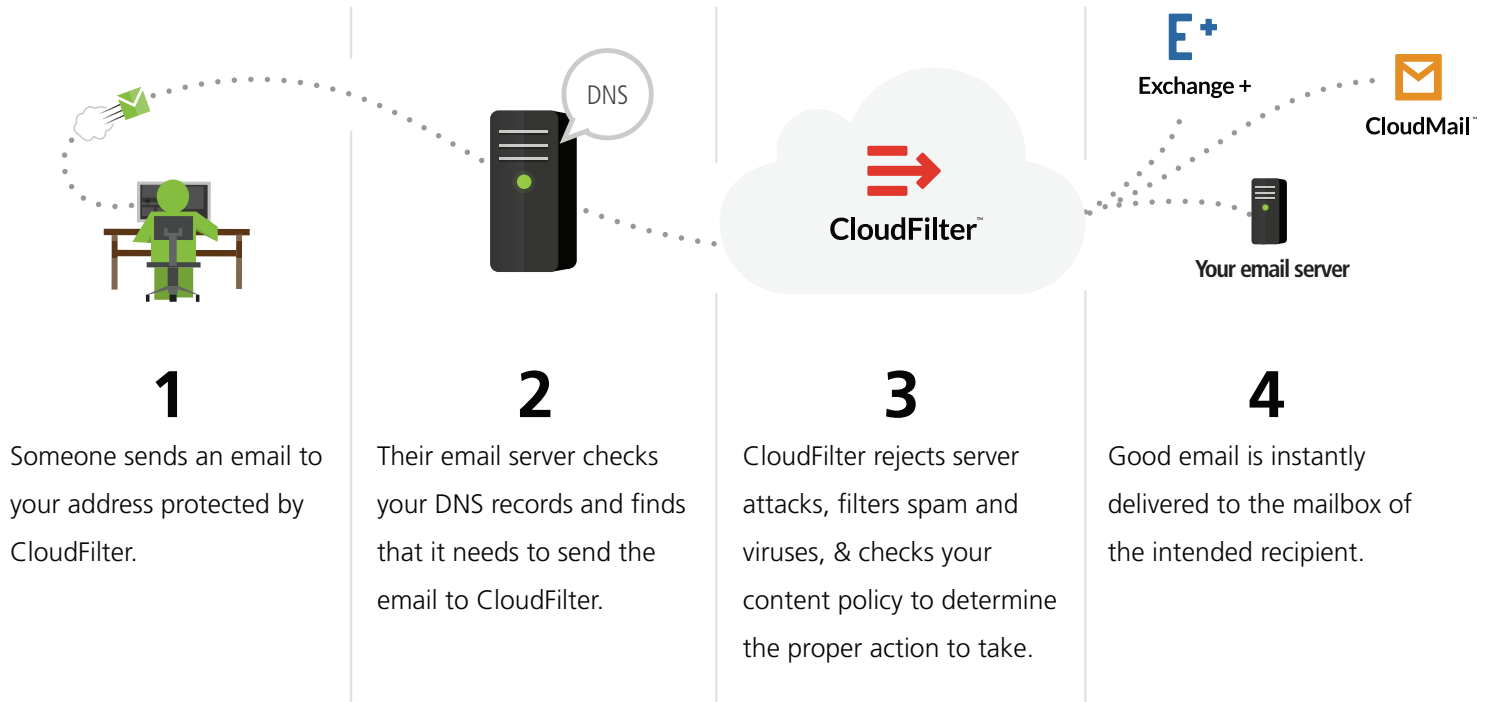 DNS
CloudFilter™
E+
Exchange +
CloudMail™
Your email server
1
Someone sends an email to
your address protected by
CloudFilter.
2
Their email server checks
your DNS records and finds
that it needs to send the
email to CloudFilter.
3
CloudFilter rejects server
attacks, filters spam and
viruses, & checks your
content policy to determine
the proper action to take.
4
Good email is instantly
delivered to the mailbox of
the intended recipient.